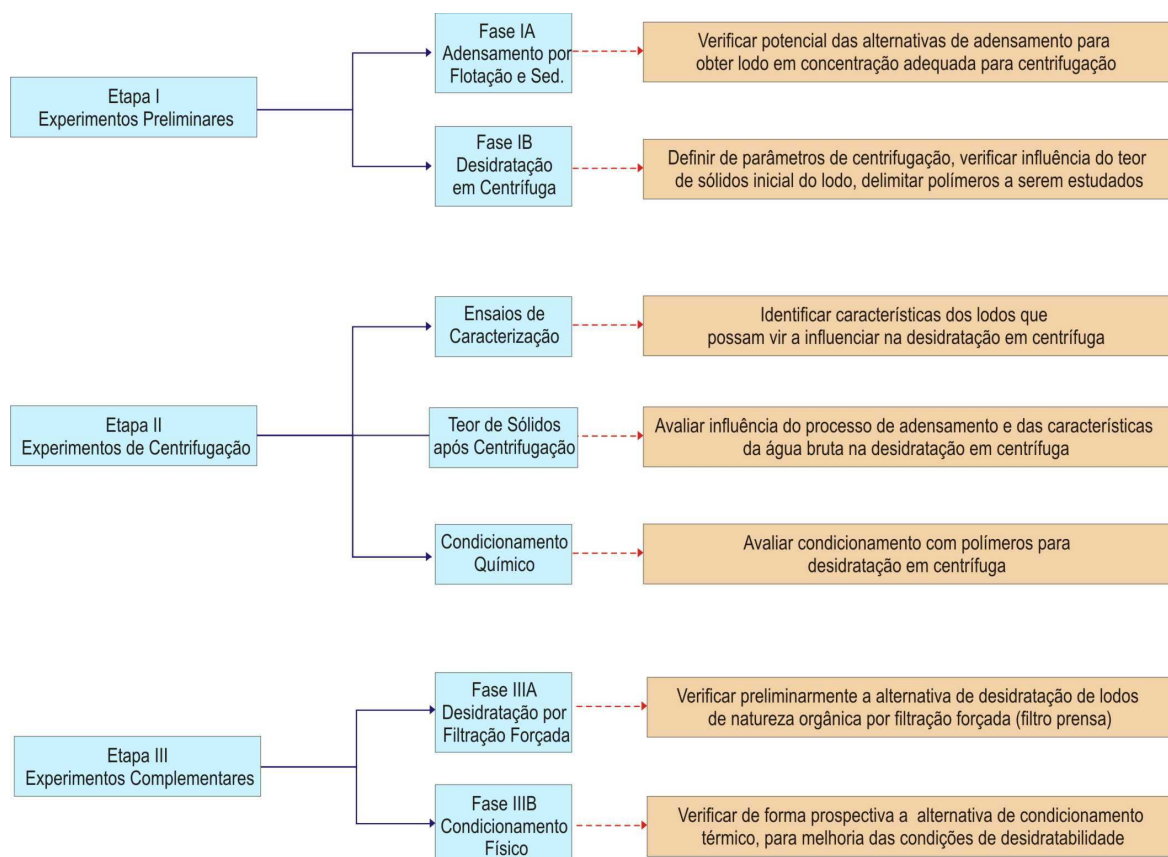 Etapa I
Experimentos Preliminares
Fase IA
Adensamento por
Flotação e Sed.
Verificar potencial das alternativas de adensamento para
obter lodo em concentração adequada para centrifugação
Fase IB
Desidratação
em Centrífuga
Definir de parâmetros de centrifugação, verificar influência do teor
de sólidos inicial do lodo, delimitar polímeros a serem estudados
Etapa II
Experimentos de Centrifugação
Ensaios de
Caracterização
Identificar características dos lodos que
possam vir a influenciar na desidratação em centrífuga
Teor de Sólidos
após Centrifugação
Avaliar influência do processo de adensamento e das características
da água bruta na desidratação em centrífuga
Condicionamento
Químico
Avaliar condicionamento com polímeros para
desidratação em centrífuga
Etapa III
Experimentos Complementares
Fase IIIA
Desidratação por
Filtração Forçada
Verificar preliminarmente a alternativa de desidratação de lodos
de natureza orgânica por filtração forçada (filtro prensa)
Fase IIIB
Condicionamento
Físico
Verificar de forma prospectiva a alternativa de condicionamento
térmico, para melhoria das condições de desidratabilidade